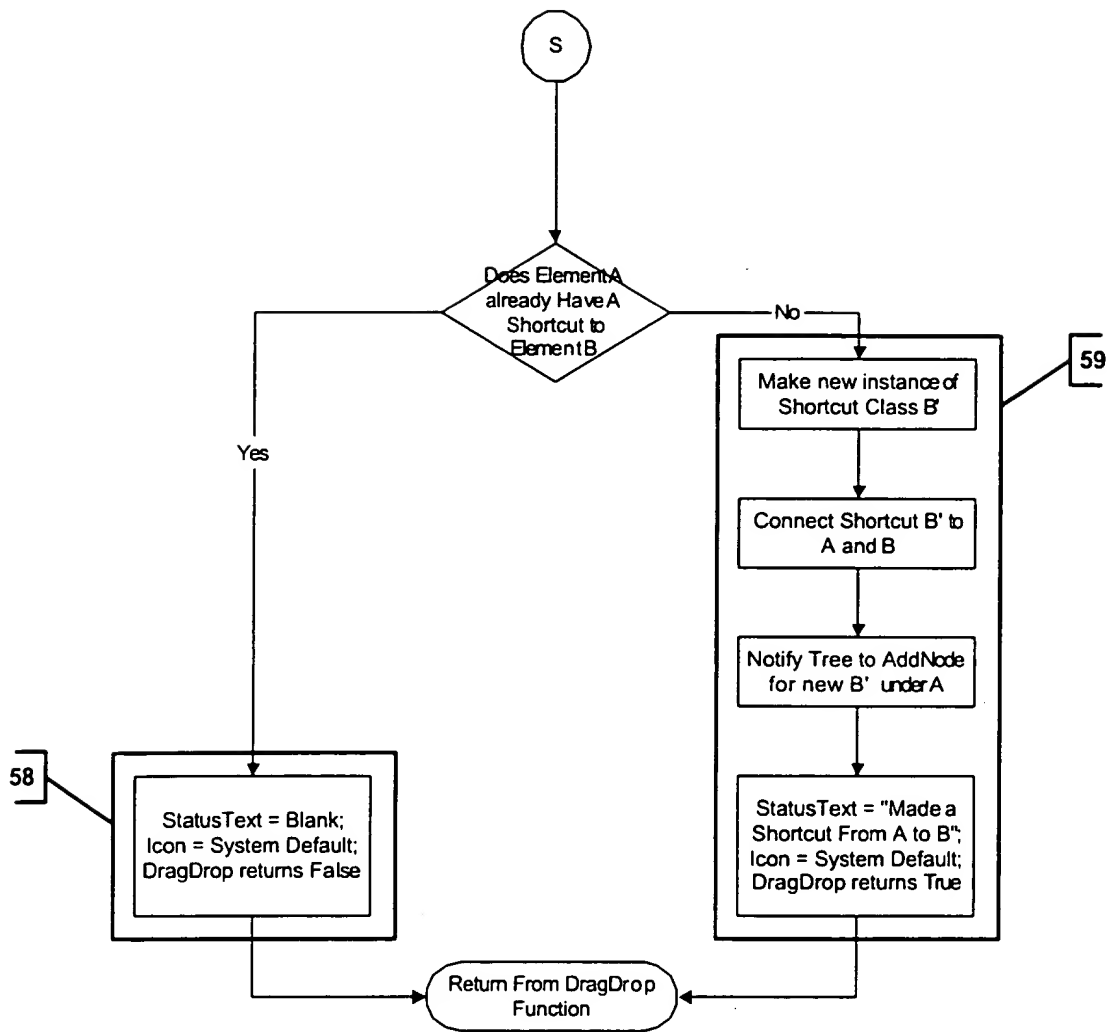 S
Does Element A
already Have A
Shortcut to
Element B
No
59
Make new instance of
Shortcut Class B'
Yes
Connect Shortcut B' to
A and B
Notify Tree to AddNode
for new B' under A
58
StatusText = Blank;
Icon = System Default;
DragDrop returns False
StatusText = "Made a
Shortcut From A to B";
Icon = System Default;
DragDrop returns True
Return From DragDrop
Function